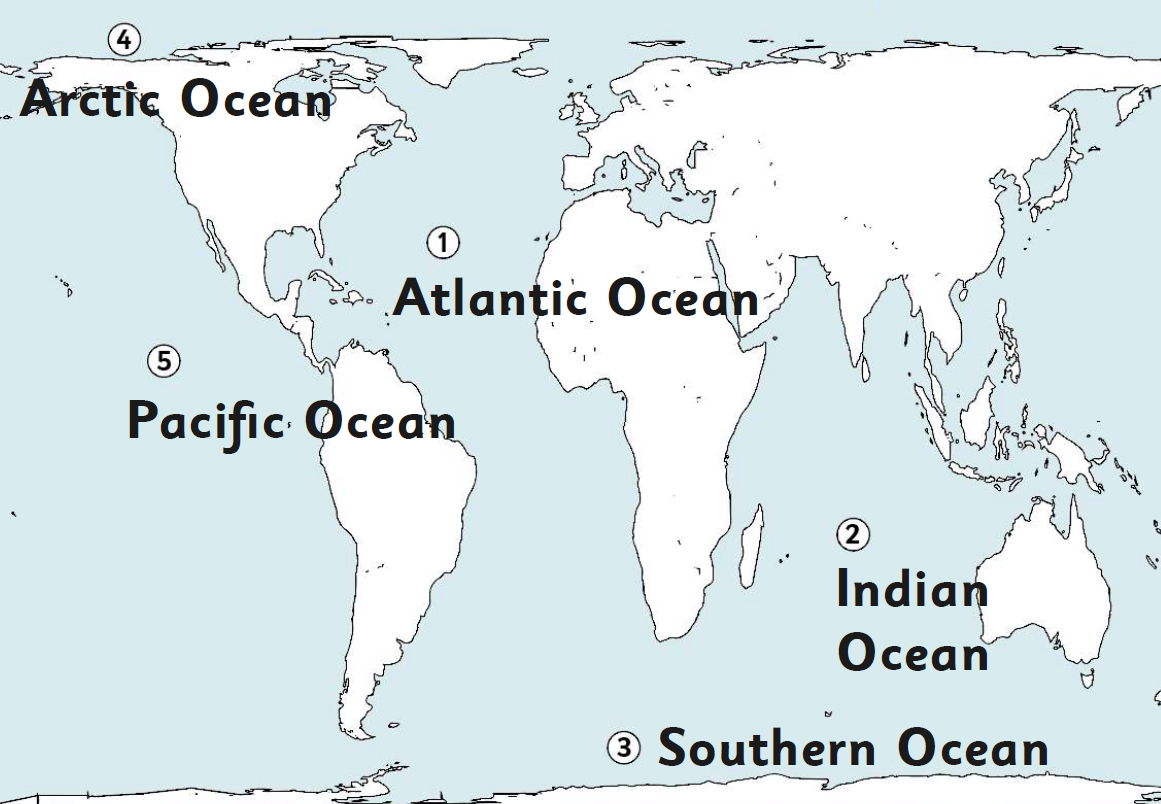 4
Arctic Ocean
1
Atlantic Ocean
5
Pacific Ocean
2
Indian
Ocean
3 Southern Ocean